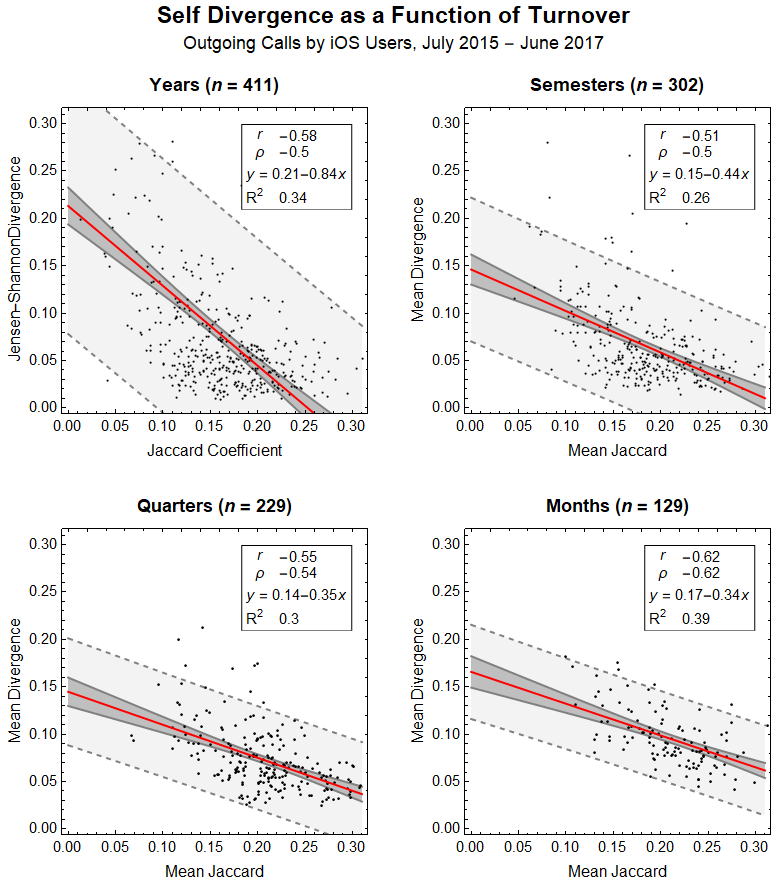 Self Divergence as a Function of Turnover
Outgoing Calls by iOS Users, July 2015 – June 2017
Years (n = 411)
Jensen–ShannonDivergence
0.30
0.25
0.20
0.15
0.10
0.05
0.00
r −0.58
ρ −0.5
y = 0.21−0.84x
R² 0.34
0.00 0.05 0.10 0.15 0.20 0.25 0.30
Jaccard Coefficient
Semesters (n = 302)
Mean Divergence
0.30
0.25
0.20
0.15
0.10
0.05
0.00
r −0.51
ρ −0.5
y = 0.15−0.44x
R² 0.26
0.00 0.05 0.10 0.15 0.20 0.25 0.30
Mean Jaccard
Quarters (n = 229)
Mean Divergence
0.30
0.25
0.20
0.15
0.10
0.05
0.00
r −0.55
ρ −0.54
y = 0.14−0.35x
R² 0.3
0.00 0.05 0.10 0.15 0.20 0.25 0.30
Mean Jaccard
Months (n = 129)
Mean Divergence
0.30
0.25
0.20
0.15
0.10
0.05
0.00
r −0.62
ρ −0.62
y = 0.17−0.34x
R² 0.39
0.00 0.05 0.10 0.15 0.20 0.25 0.30
Mean Jaccard